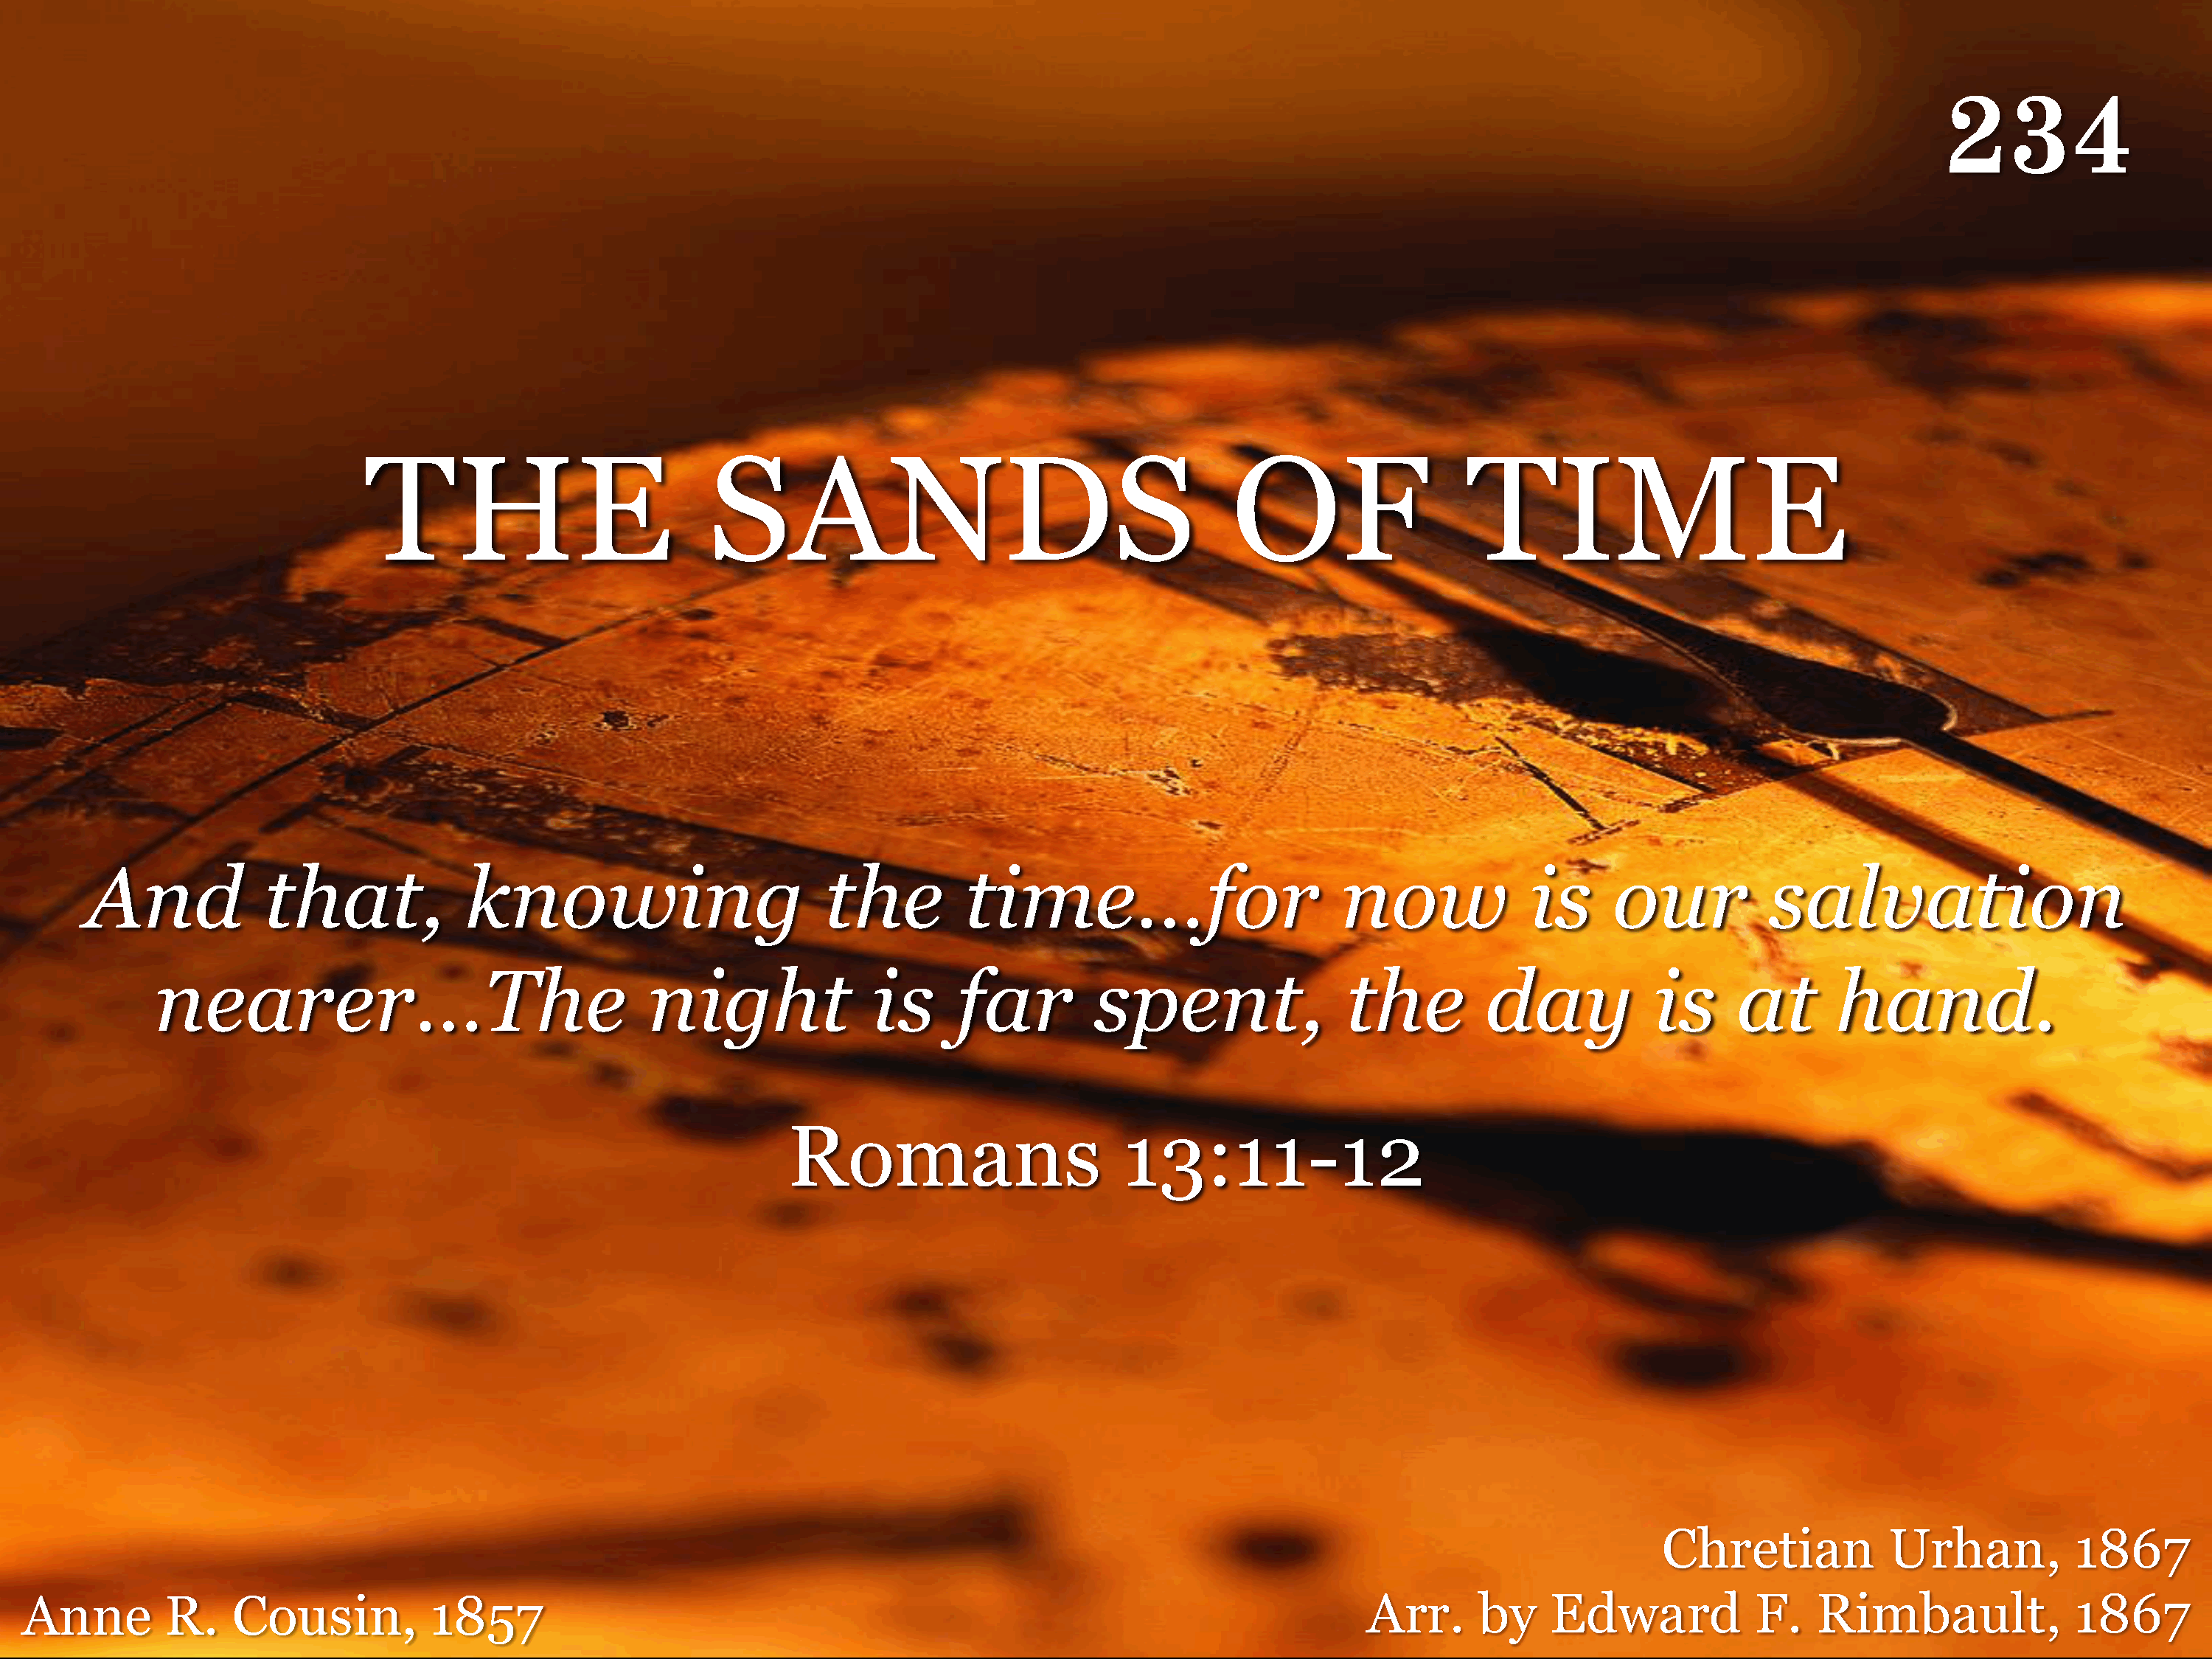 234
THE SANDS OF TIME
And that, knowing the time...for now is our salvation
nearer...The night is far spent, the day is at hand.
Romans 13:11-12
Chretian Urhan, 1867
Anne R. Cousin, 1857
Arr. by Edward F. Rimbault, 1867